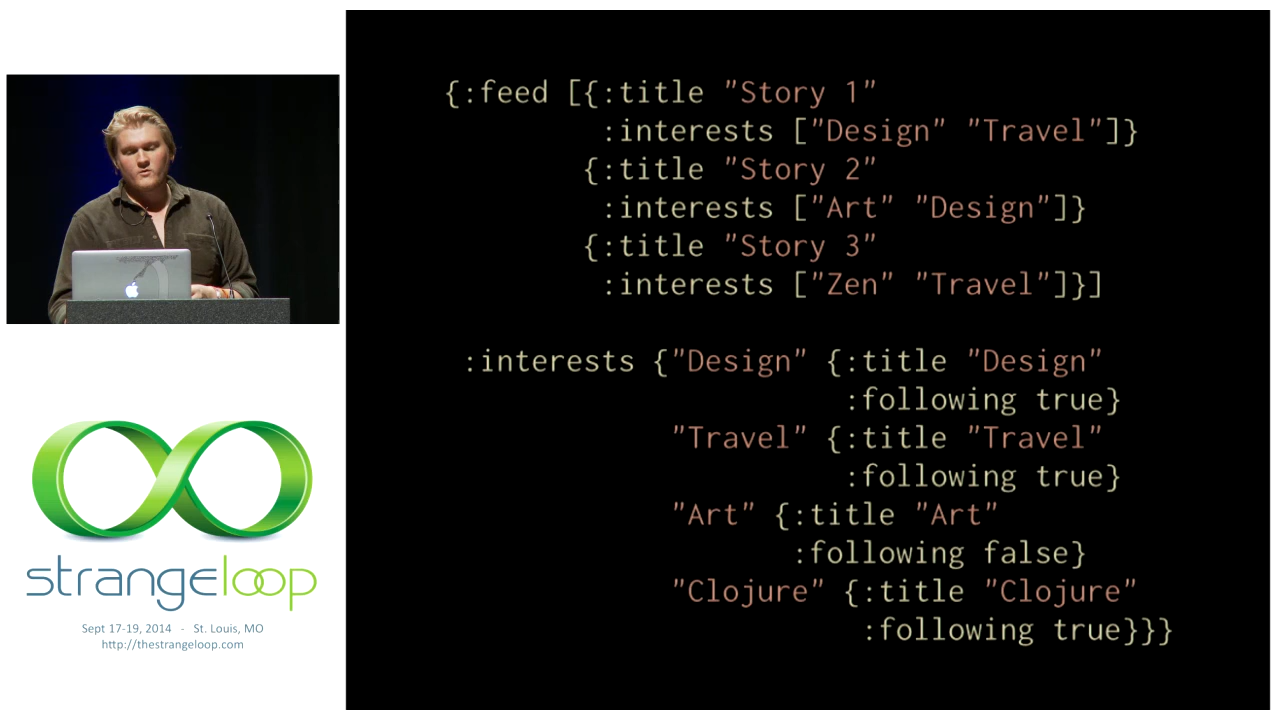 {:feed [{:title "Story 1"
:interests ["Design" "Travel"]}
{:title "Story 2"
:interests ["Art" "Design"]}
{:title "Story 3"
:interests ["Zen" "Travel"]}]
:interests {"Design" {:title "Design"
:following true}
"Travel" {:title "Travel"
:following true}
"Art" {:title "Art"
:following false}
"Clojure" {:title "Clojure"
:following true}}}
strangeloop
Sept 17-19, 2014 - St. Louis, MO
http://thestrangeloop.com